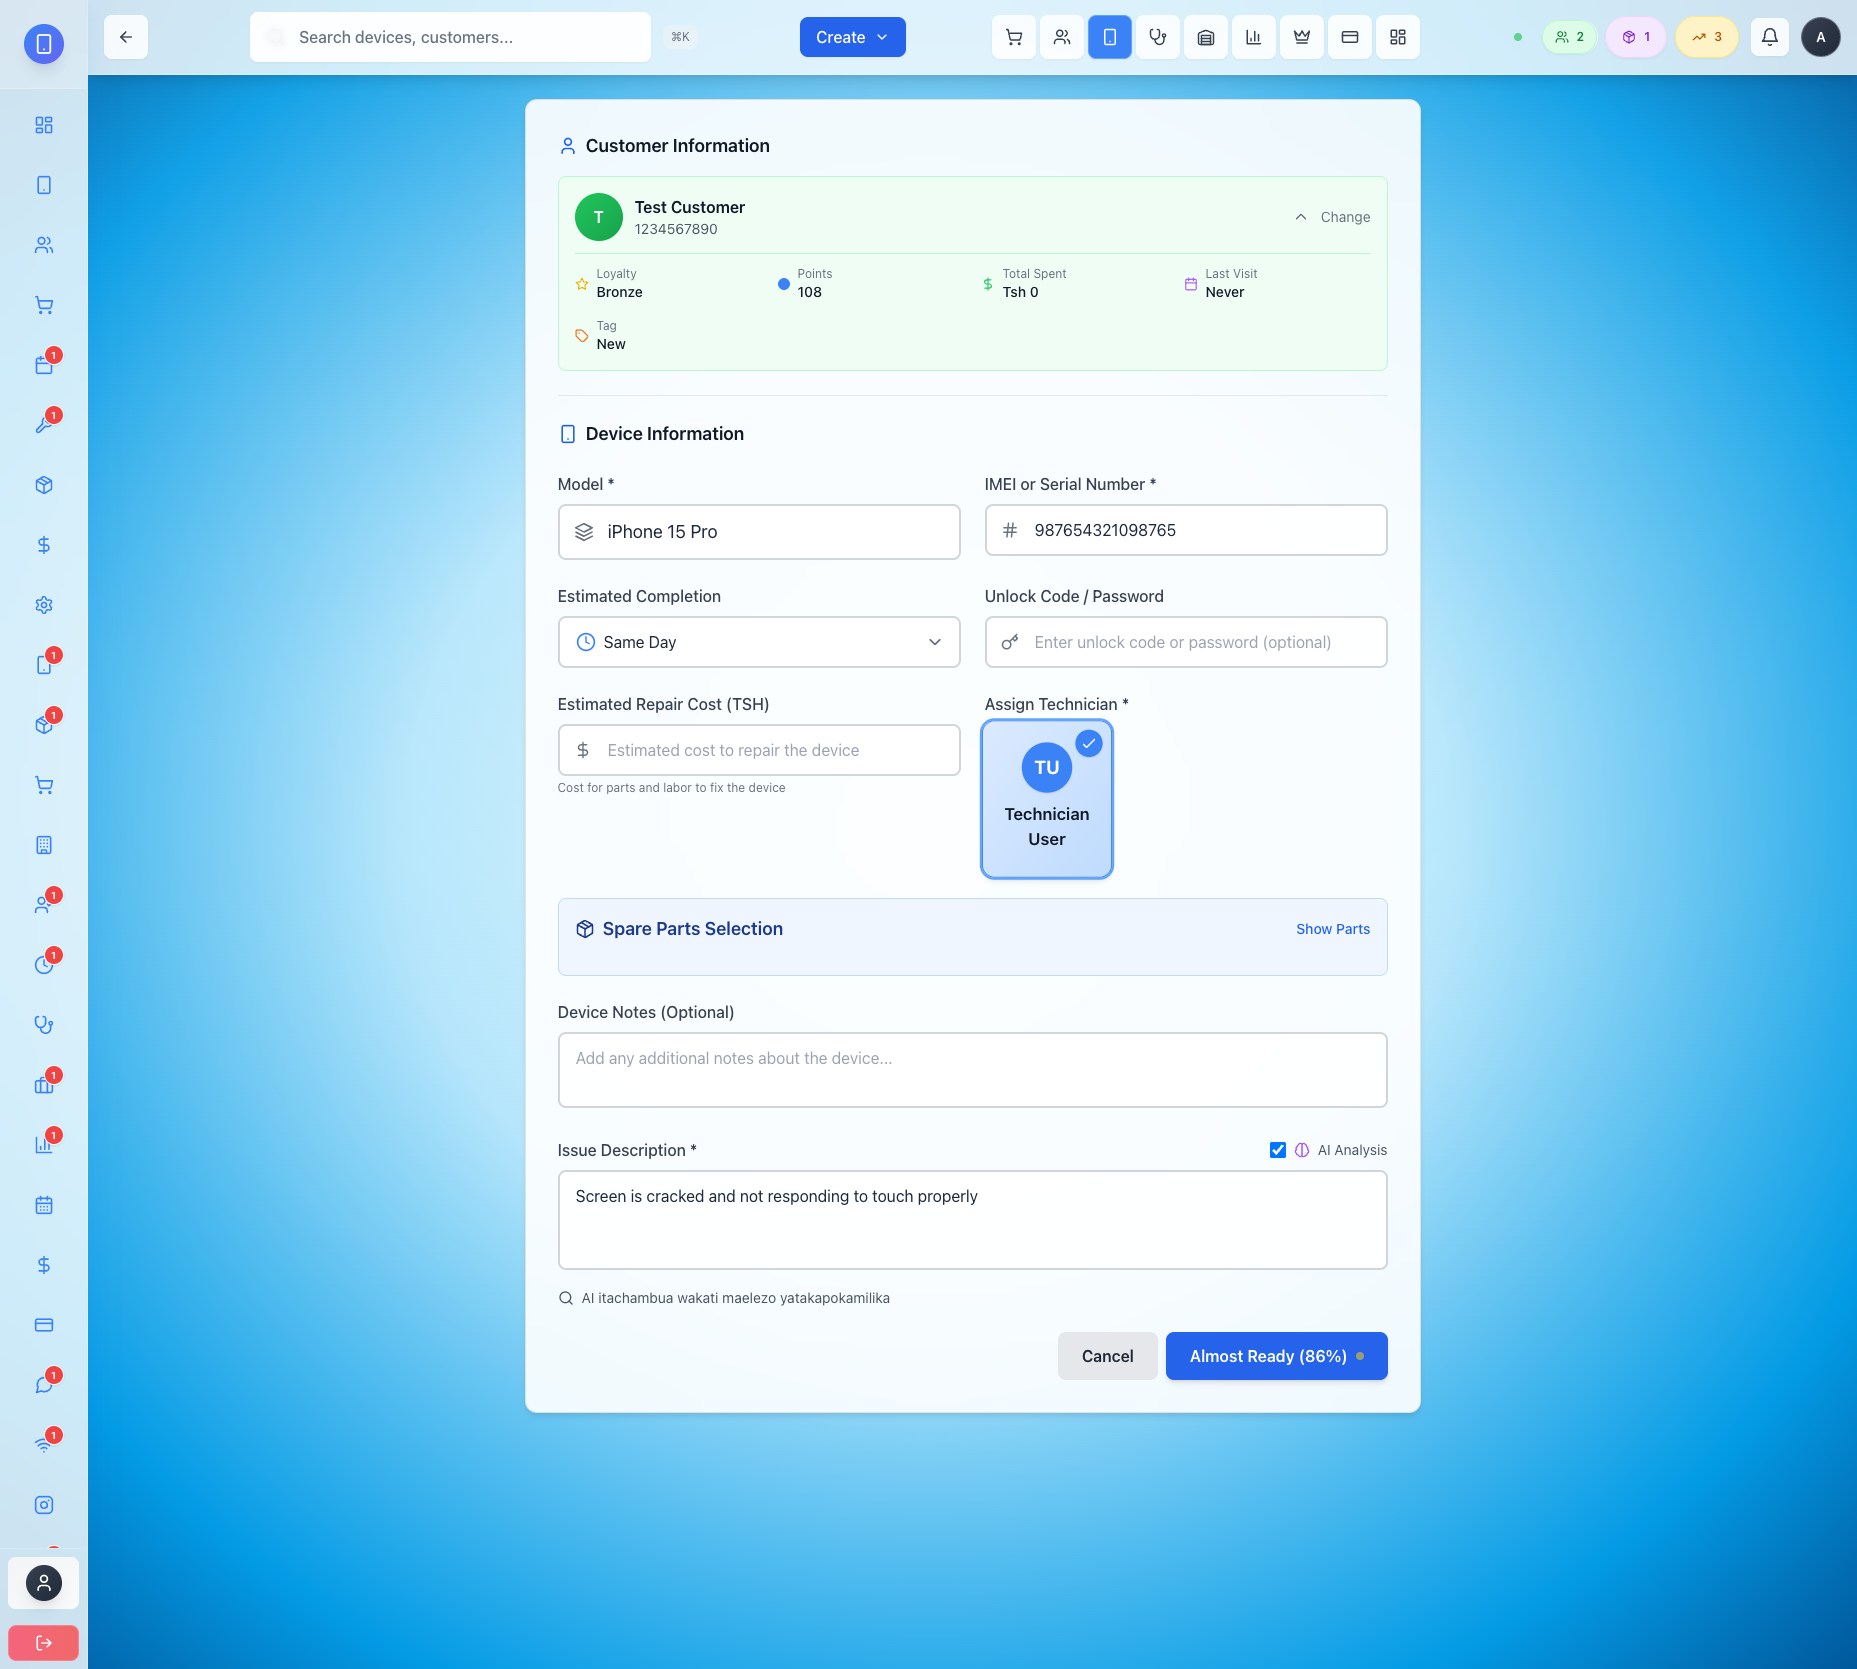 Search devices, customers...
⌘K
Create
2
1
3
A
Customer Information
T
Test Customer
1234567890
Change
Loyalty
Bronze
Points
108
Total Spent
Tsh 0
Last Visit
Never
Tag
New
Device Information
Model *
iPhone 15 Pro
IMEI or Serial Number *
987654321098765
Estimated Completion
Same Day
Unlock Code / Password
Enter unlock code or password (optional)
Estimated Repair Cost (TSH)
Estimated cost to repair the device
Cost for parts and labor to fix the device
Assign Technician *
TU
Technician
User
Spare Parts Selection
Show Parts
Device Notes (Optional)
Add any additional notes about the device...
Issue Description *
AI Analysis
Screen is cracked and not responding to touch properly
AI itachambua wakati maelezo yatakapokamilika
Cancel
Almost Ready (86%)
1
1
1
1
1
1
1
1
1
1